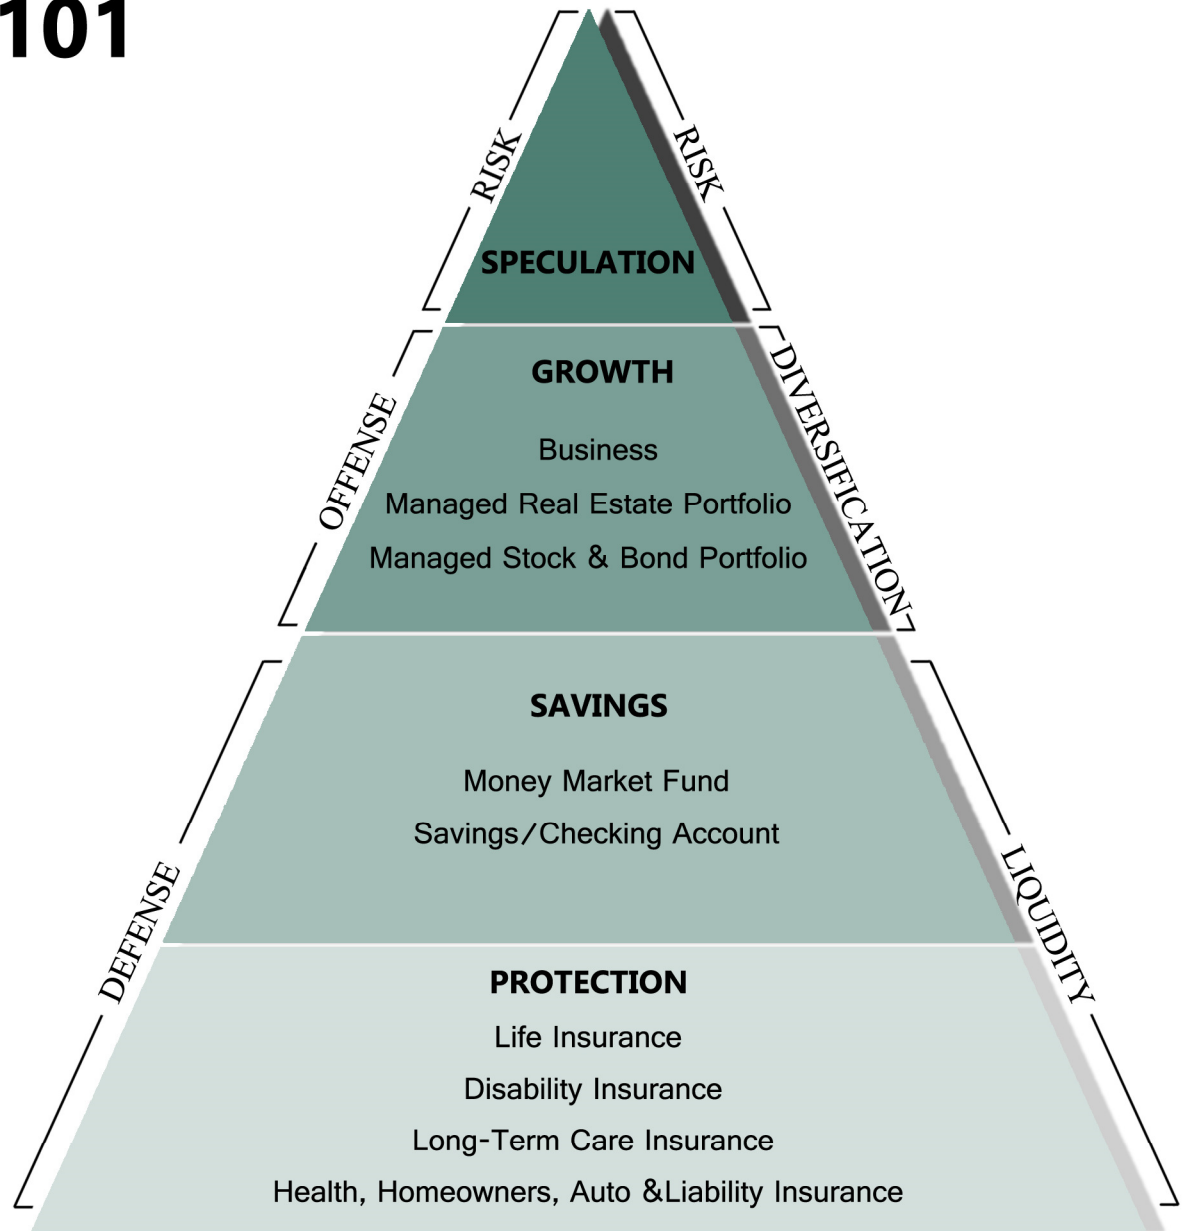 101
RISK
RISK
SPECULATION
OFFENSE
DIVERSIFICATION
GROWTH
Business
Managed Real Estate Portfolio
Managed Stock & Bond Portfolio
DEFENSE
LIQUIDITY
SAVINGS
Money Market Fund
Savings/Checking Account
PROTECTION
Life Insurance
Disability Insurance
Long-Term Care Insurance
Health, Homeowners, Auto &Liability Insurance